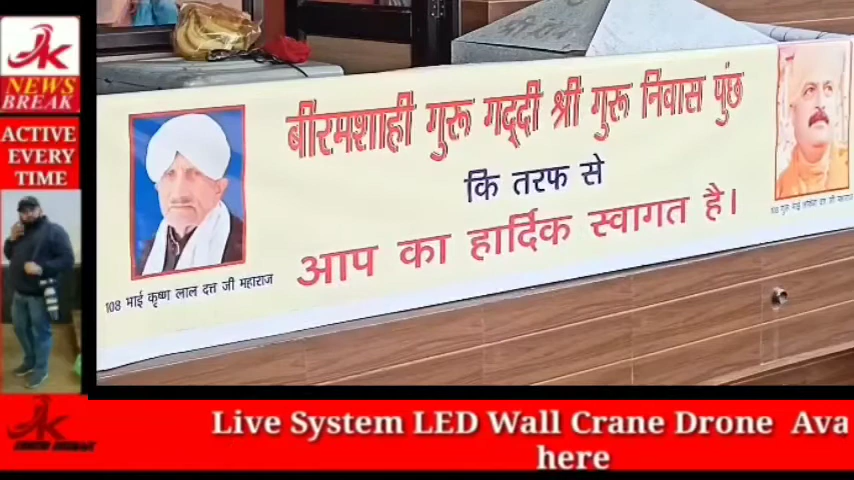 JK
NEWS
BREAK
ACTIVE
EVERY
TIME
बीरमशाही गुरू गद्दी श्री गुरू निवास पुंछ
कि तरफ से
आप का हार्दिक स्वागत है।
108 भाई कृष्ण लाल दत्त जी महाराज
Live System LED Wall Crane Drone Ava
here